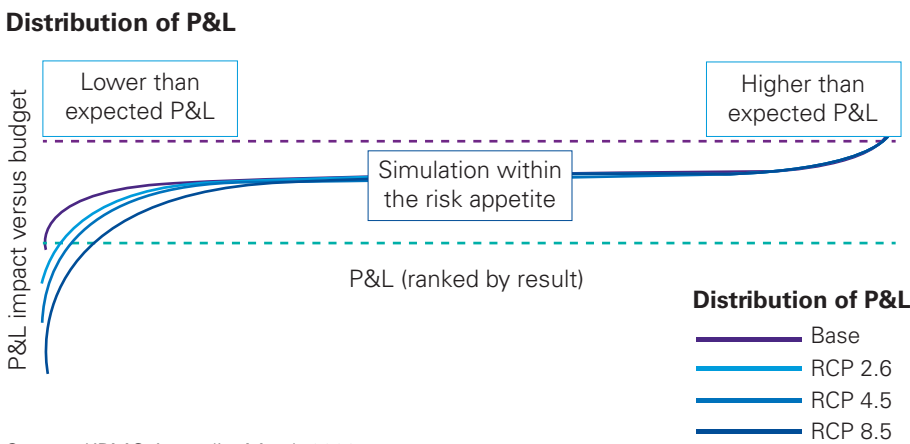 Distribution of P&L
Lower than
expected P&L
Higher than
expected P&L
P&L impact versus budget
Simulation within
the risk appetite
P&L (ranked by result)
Distribution of P&L
Base
RCP 2.6
RCP 4.5
RCP 8.5